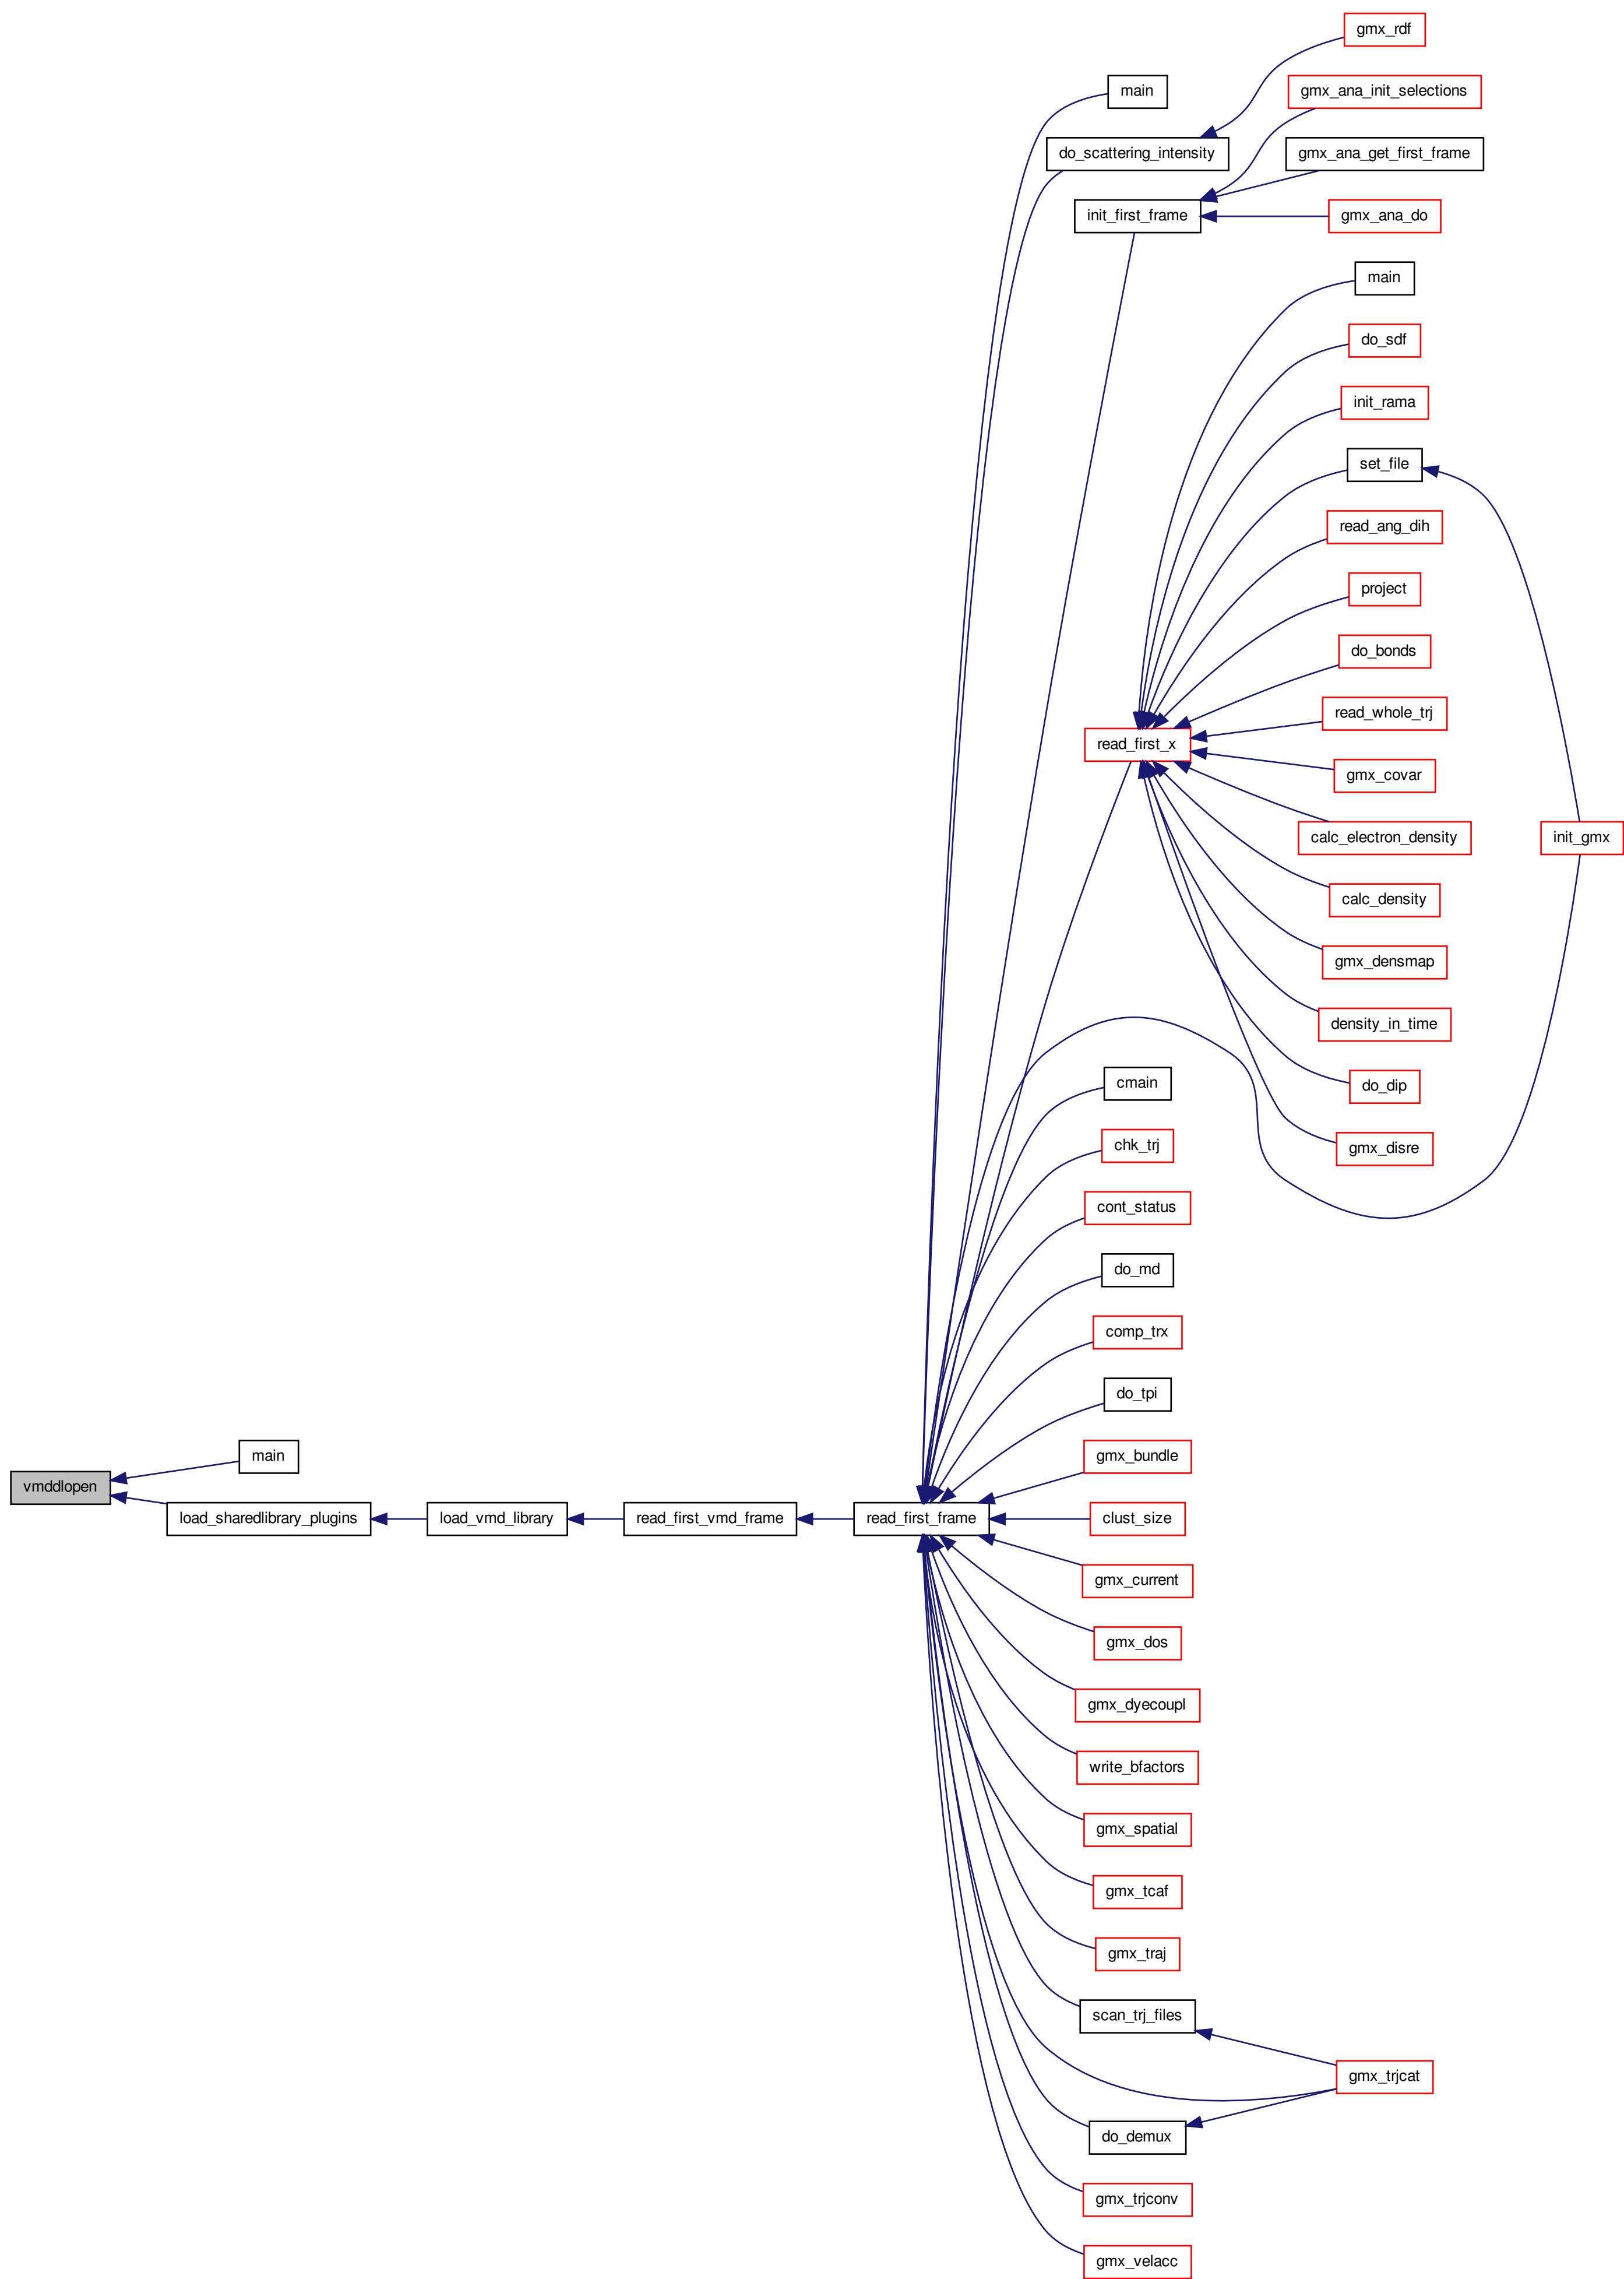 gmx_rdf
main
gmx_ana_init_selections
do_scattering_intensity
gmx_ana_get_first_frame
init_first_frame
gmx_ana_do
main
do_sdf
init_rama
set_file
read_ang_dih
project
do_bonds
read_whole_trj
read_first_x
gmx_covar
calc_electron_density
init_gmx
calc_density
gmx_densmap
density_in_time
cmain
do_dip
chk_trj
gmx_disre
cont_status
do_md
comp_trx
do_tpi
main
gmx_bundle
vmddlopen
load_sharedlibrary_plugins
load_vmd_library
read_first_vmd_frame
read_first_frame
clust_size
gmx_current
gmx_dos
gmx_dyecoupl
write_bfactors
gmx_spatial
gmx_tcaf
gmx_traj
scan_trj_files
gmx_trjcat
do_demux
gmx_trjconv
gmx_velacc